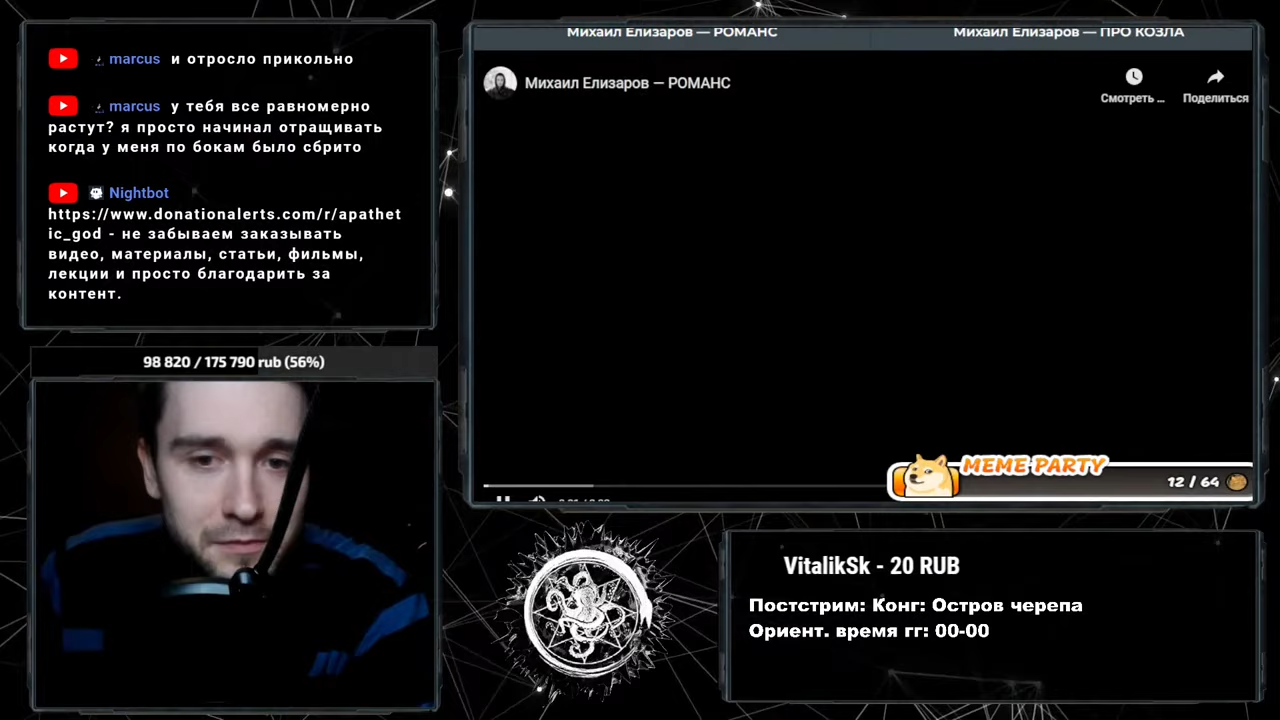 marcus и отросло прикольно
marcus у тебя все равномерно
растут? я просто начинал отращивать
когда у меня по бокам было сбрито
Nightbot
https://www.donationalerts.com/r/apathet
ic_god - не забываем заказывать
видео, материалы, статьи, фильмы,
лекции и просто благодарить за
контент.
98 820 / 175 790 rub (56%)
Михаил Елизаров — РОМАНС
Михаил Елизаров — ПРО КОЗЛА
Михаил Елизаров — РОМАНС
Смотреть ...
Поделиться
MEME PARTY
12 / 64
VitalikSk - 20 RUB
Постстрим: Конг: Остров черепа
Ориент. время гг: 00-00